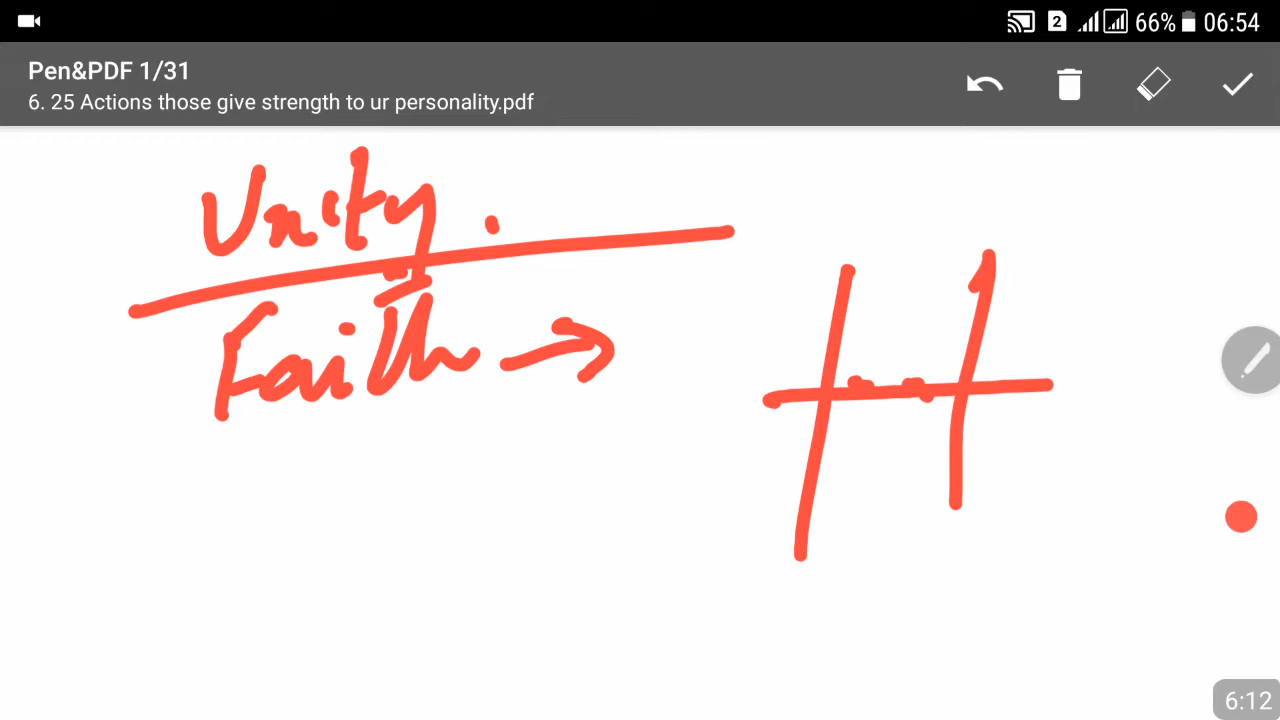 2 66% 06:54
Pen&PDF 1/31
6. 25 Actions those give strength to ur personality.pdf
Unity.
Faith →
H
6:12